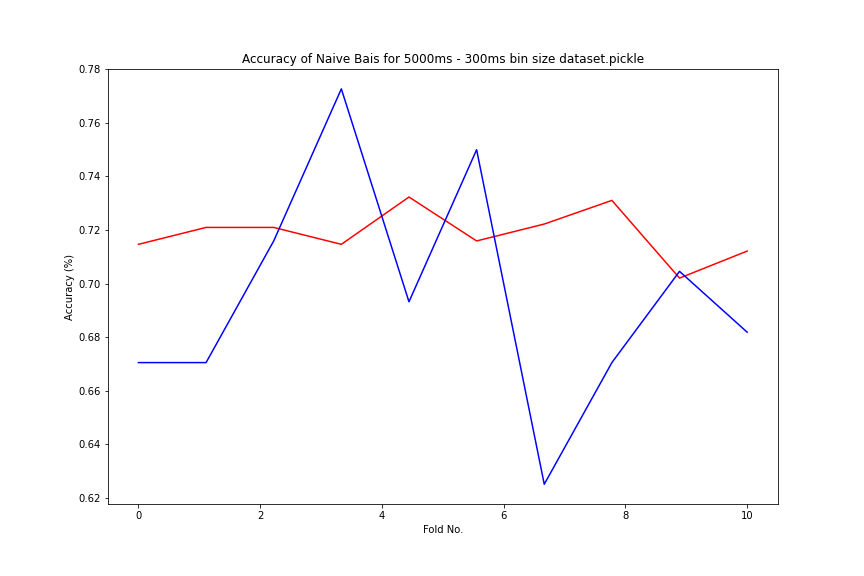 Accuracy of Naive Bais for 5000ms - 300ms bin size dataset.pickle
0.78
0.76
0.74
0.72
0.70
0.68
0.66
0.64
0.62
Accuracy (%)
0 2 4 6 8 10
Fold No.